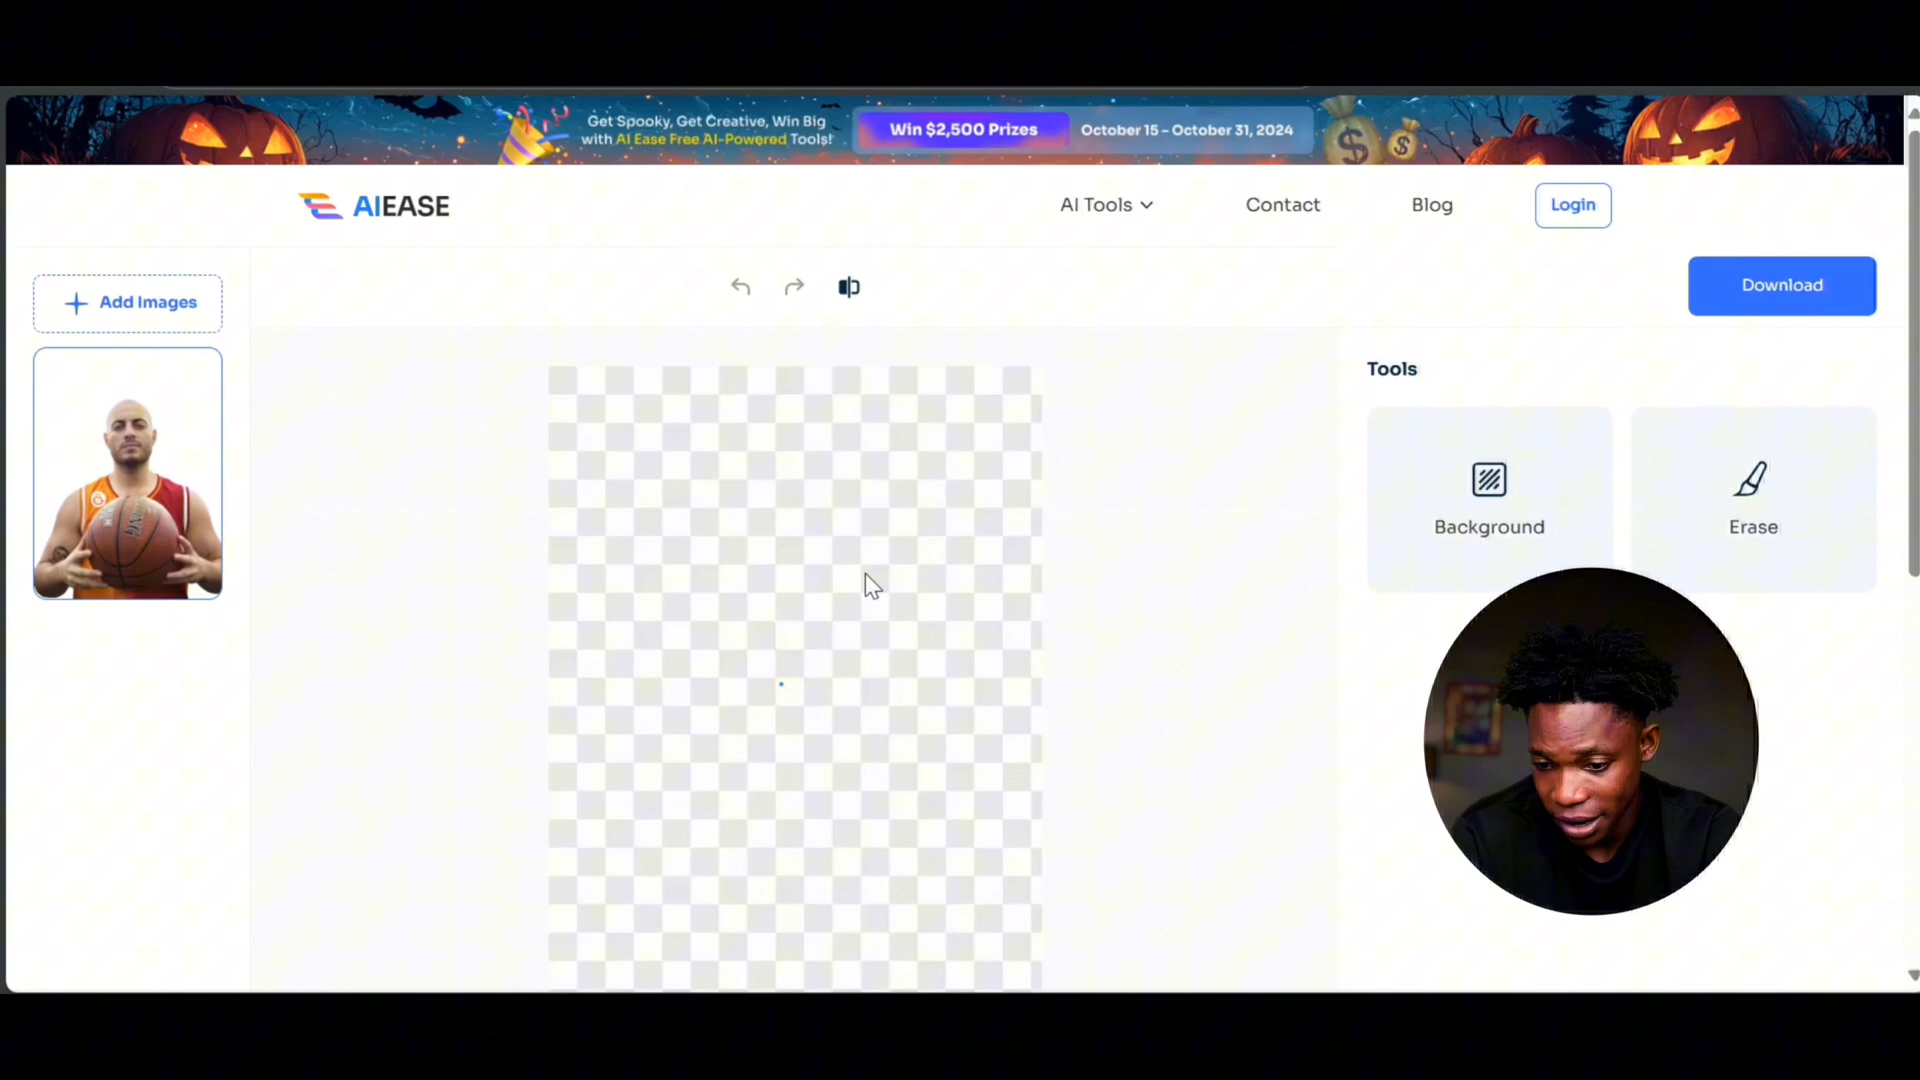 Get Spooky, Get Creative, Win Big
with AI Ease Free AI-Powered Tools!
Win $2,500 Prizes
October 15 - October 31, 2024
AIEASE
AI Tools
Contact
Blog
Login
Add Images
Download
Tools
Background
Erase